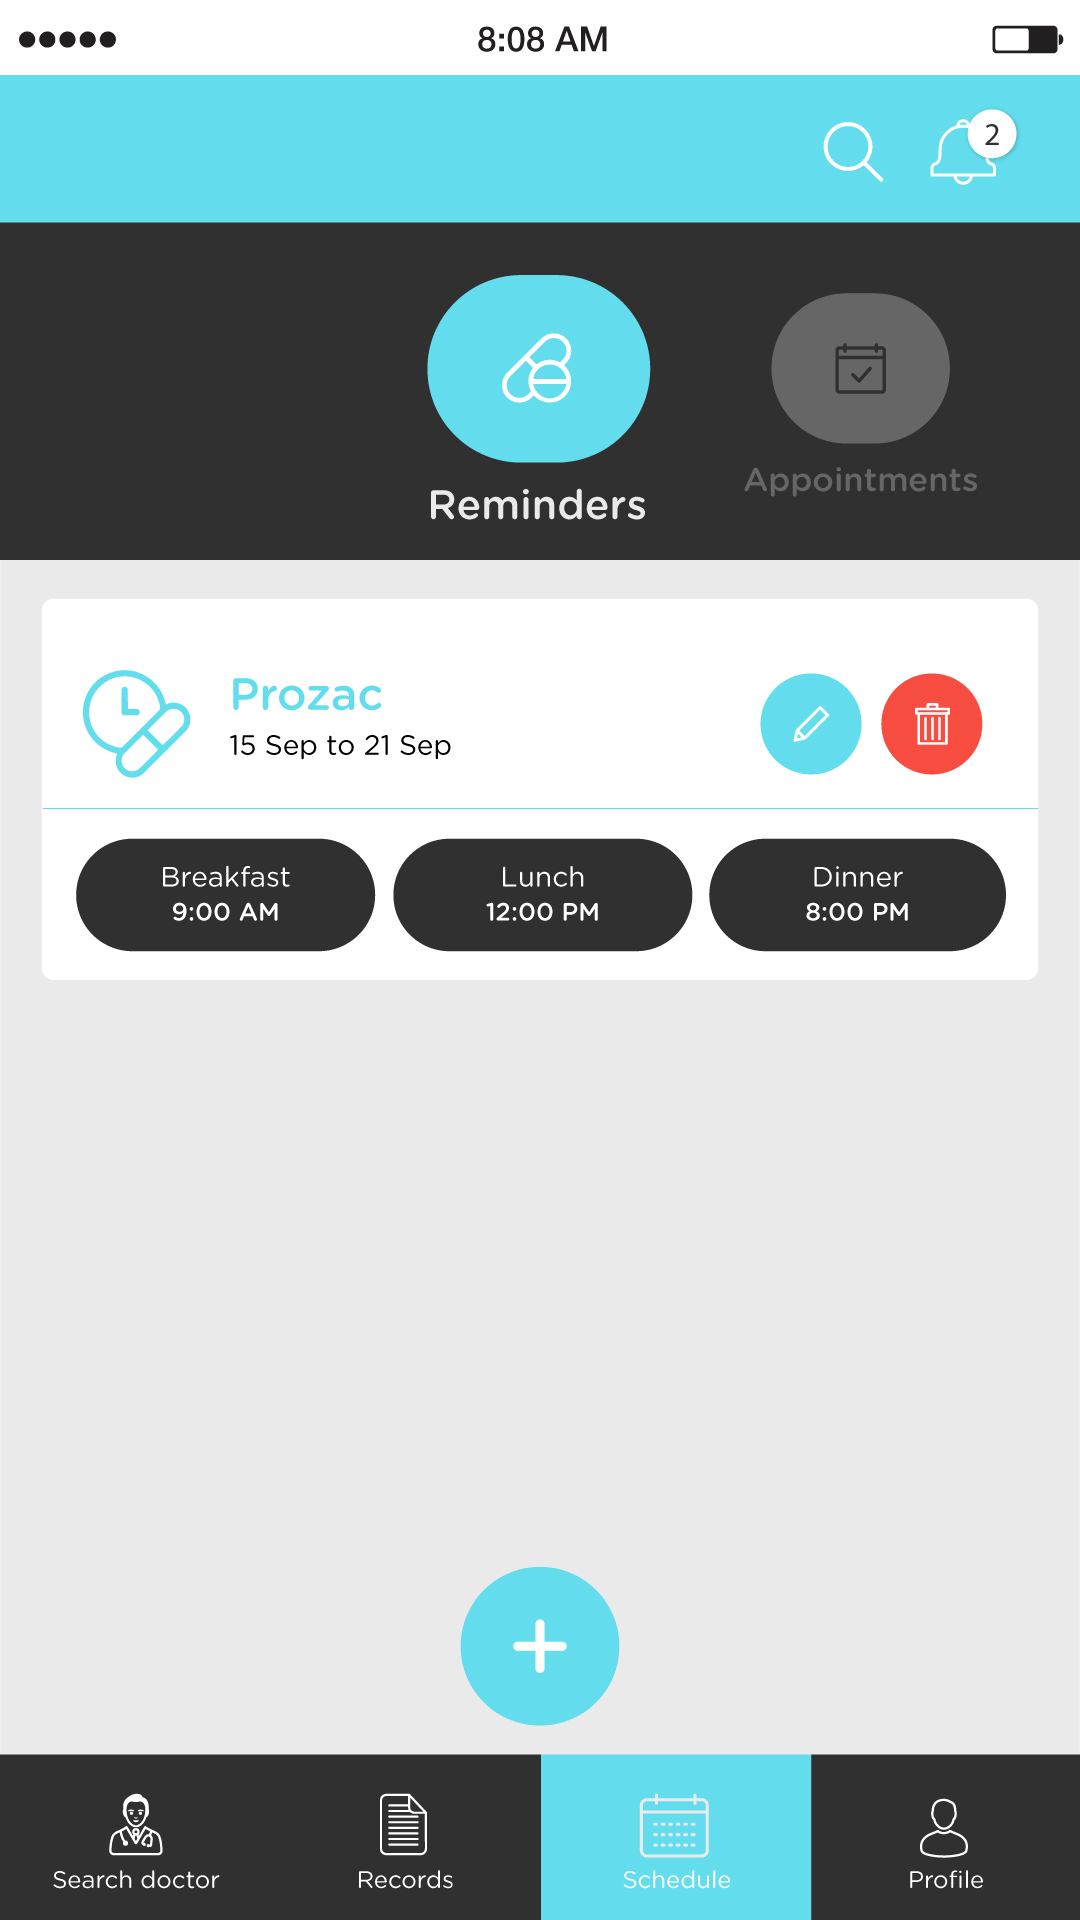 8:08 AM
2
Reminders
Appointments
Prozac
15 Sep to 21 Sep
Breakfast
9:00 AM
Lunch
12:00 PM
Dinner
8:00 PM
Search doctor
Records
Schedule
Profile